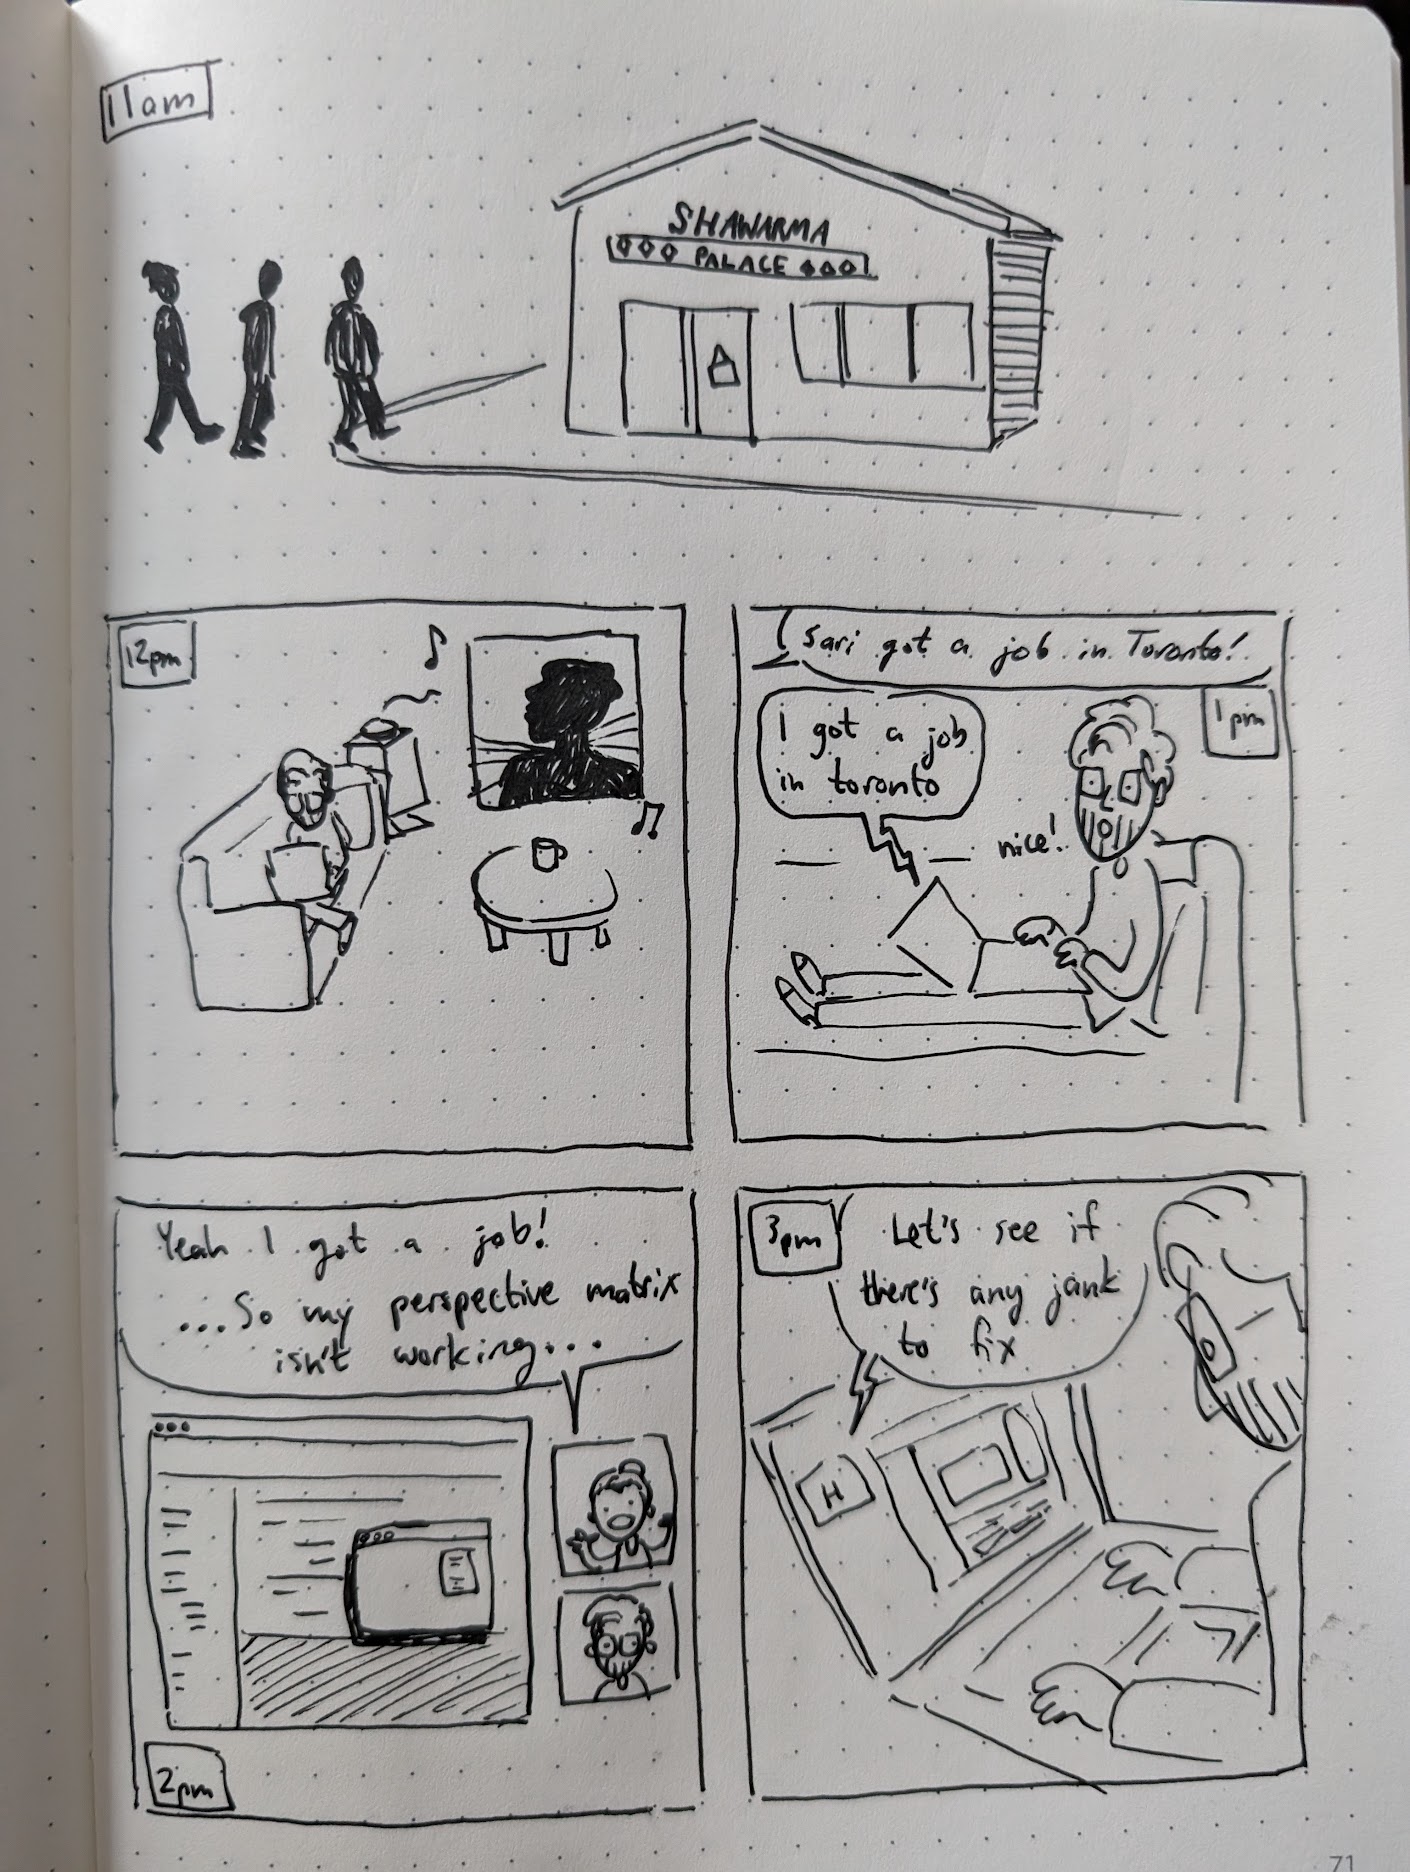 11am
SHAWARMA
PALACE
12pm
Sari got a job in Toronto!
1pm
I got a job
in toronto
nice!
Yeah I got a job!
...So my perspective matrix
isn't working...
2pm
3pm
Let's see if
there's any jank
to fix
H
71